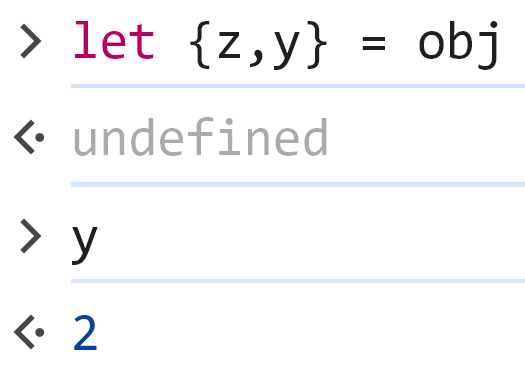 > let {z,y} = obj
undefined
> y
2